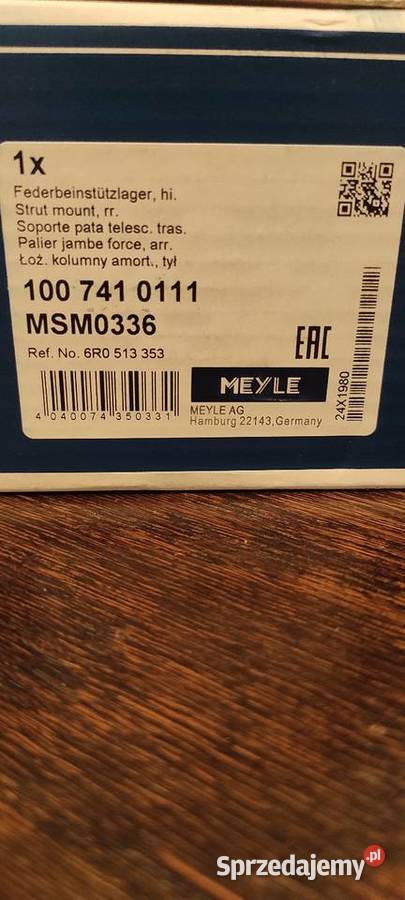 1x
Federbeinstützlager, hi.
Strut mount, rr.
Soporte pata telesc. tras.
Palier jambe force, arr.
Łoż. kolumny amort., tył
100 741 0111
MSM0336
EAC
Ref. No. 6R0 513 353
MEYLE
4 040074 350331
MEYLE AG
Hamburg 22143,Germany
24X1980
Sprzedajemy.pl